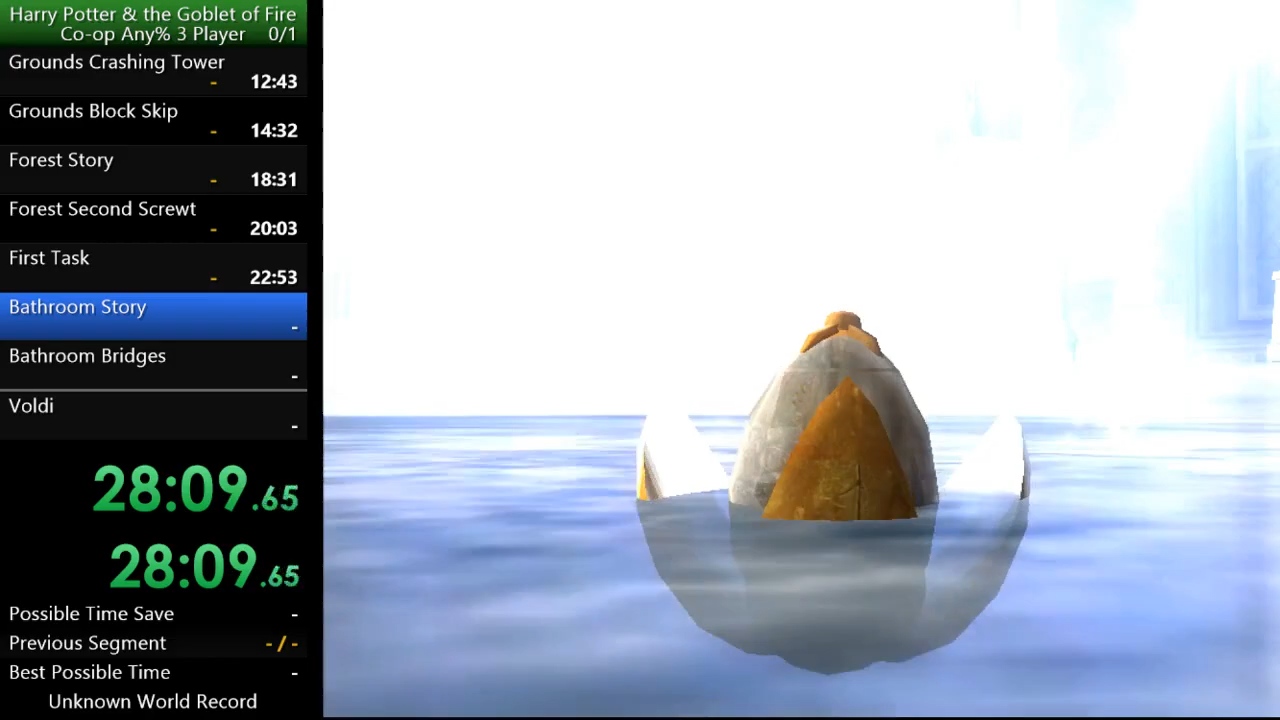 Harry Potter & the Goblet of Fire
Co-op Any% 3 Player 0/1
Grounds Crashing Tower
- 12:43
Grounds Block Skip
- 14:32
Forest Story
- 18:31
Forest Second Screwt
- 20:03
First Task
- 22:53
Bathroom Story
-
Bathroom Bridges
-
Voldi
-
28:09.65
28:09.65
Possible Time Save -
Previous Segment - / -
Best Possible Time -
Unknown World Record